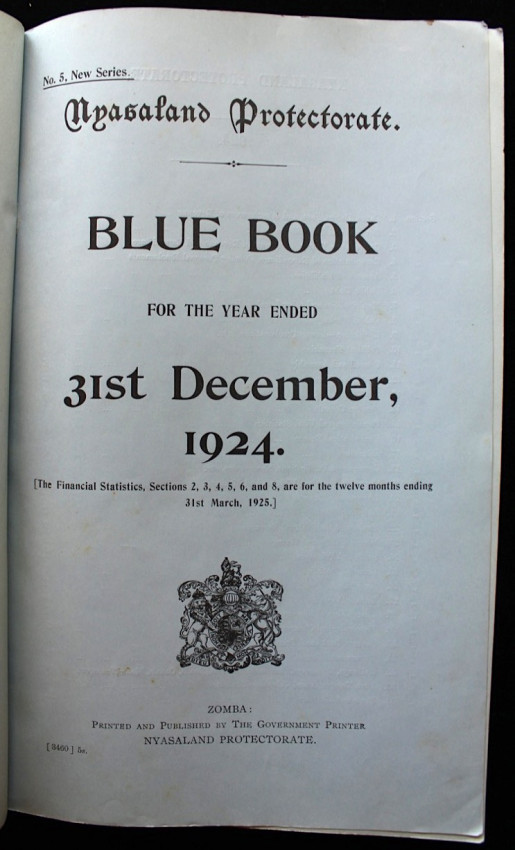 No. 5, New Series.
Nyasaland Protectorate.
BLUE BOOK
FOR THE YEAR ENDED
31st December,
1924.
[The Financial Statistics, Sections 2, 3, 4, 5, 6, and 8, are for the twelve months ending
31st March, 1925.]
ZOMBA:
PRINTED AND PUBLISHED BY THE GOVERNMENT PRINTER
NYASALAND PROTECTORATE.
[ 9460 ] 5s.